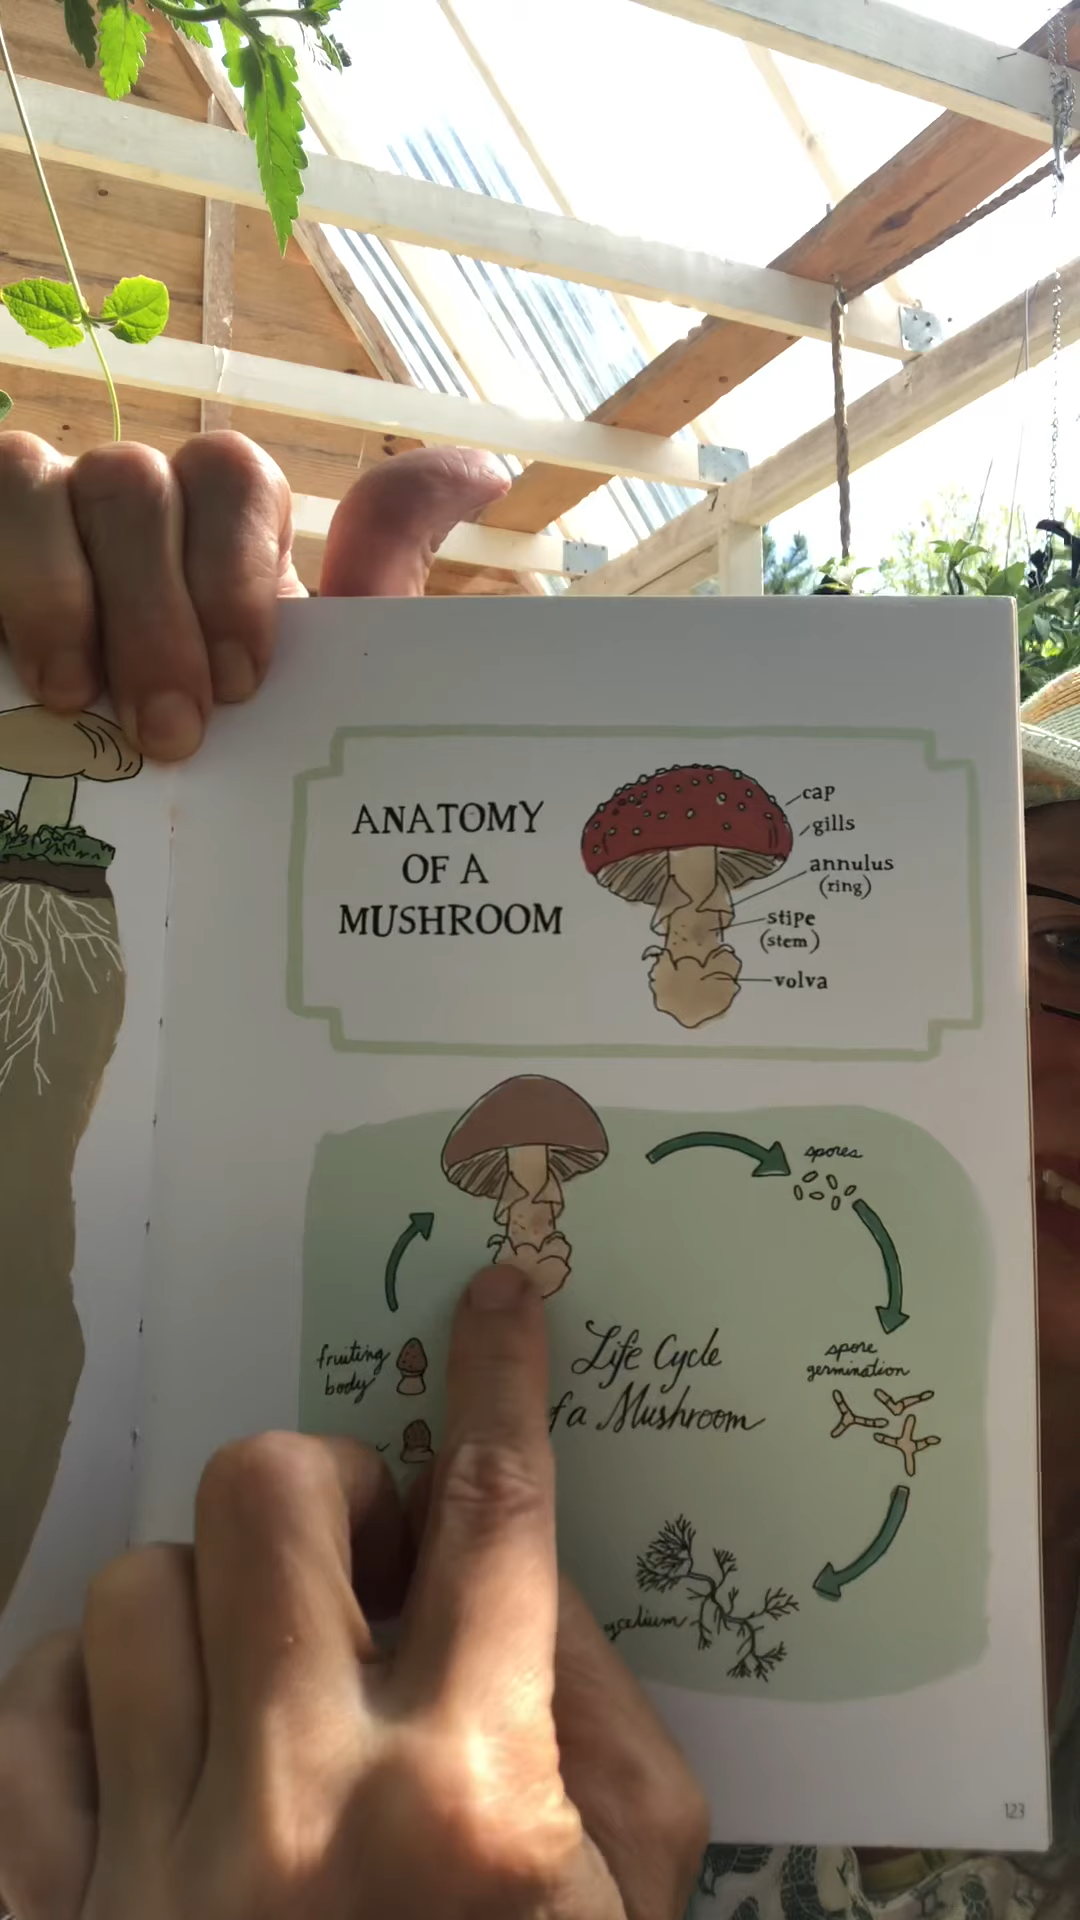 ANATOMY
OF A
MUSHROOM
cap
gills
annulus
(ring)
stipe
(stem)
volva
spores
spore
germination
fruiting
body
Life Cycle
a Mushroom
123